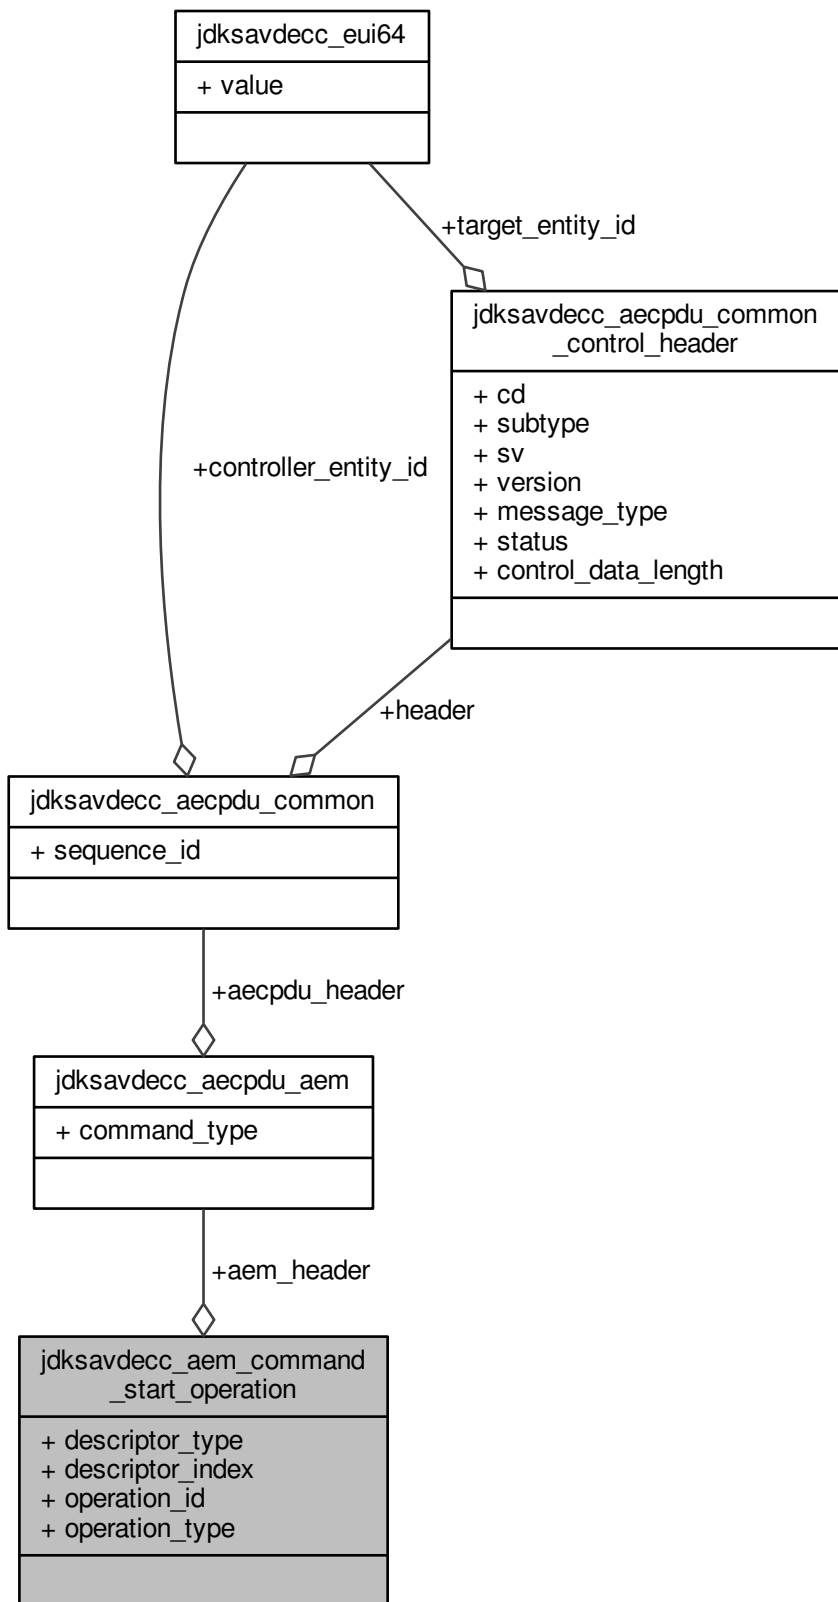 jdksavdecc_eui64
+ value
+target_entity_id
jdksavdecc_aecpdu_common
_control_header
+ cd
+ subtype
+ sv
+ version
+ message_type
+ status
+ control_data_length
+controller_entity_id
+header
jdksavdecc_aecpdu_common
+ sequence_id
+aecpdu_header
jdksavdecc_aecpdu_aem
+ command_type
+aem_header
jdksavdecc_aem_command
_start_operation
+ descriptor_type
+ descriptor_index
+ operation_id
+ operation_type